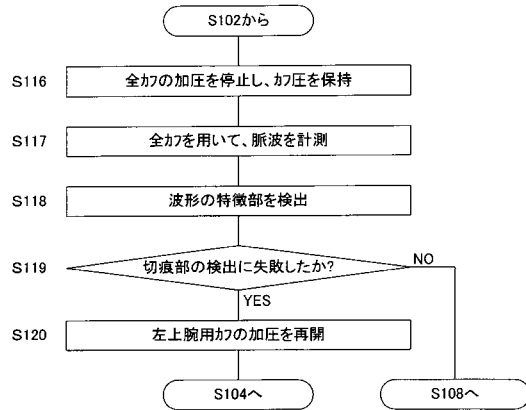 S102から
S116
全カフの加圧を停止し、カフ圧を保持
S117
全カフを用いて、脈波を計測
S118
波形の特徴部を検出
S119
切痕部の検出に失敗したか?
NO
YES
S120
左上腕用カフの加圧を再開
S104へ
S108へ